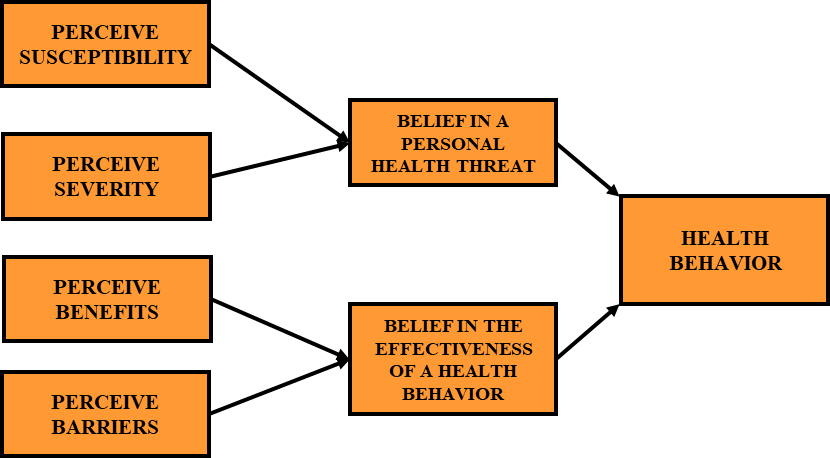 PERCEIVE
SUSCEPTIBILITY
PERCEIVE
SEVERITY
PERCEIVE
BENEFITS
PERCEIVE
BARRIERS
BELIEF IN A
PERSONAL
HEALTH THREAT
BELIEF IN THE
EFFECTIVENESS
OF A HEALTH
BEHAVIOR
HEALTH
BEHAVIOR